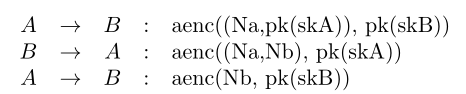 A → B : aenc((Na,pk(skA)), pk(skB))
B → A : aenc((Na,Nb), pk(skA))
A → B : aenc(Nb, pk(skB))